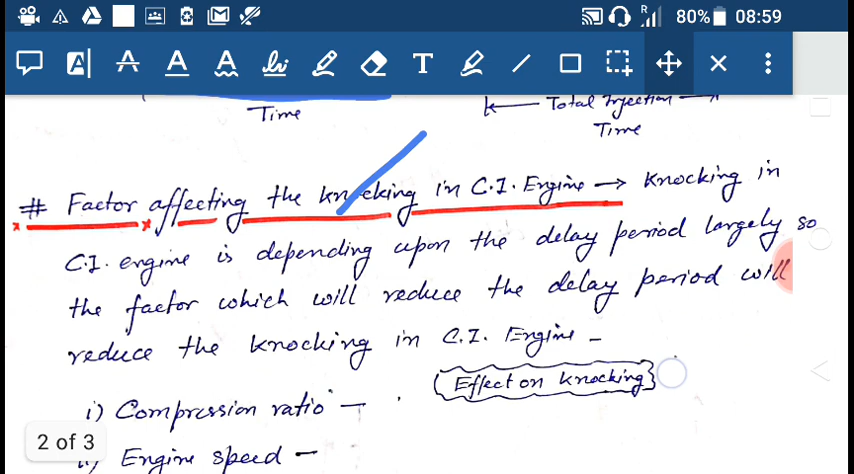 R
80%
08:59
A
A
A
A
T
Time
Total Injection
Time
# Factor affecting the knocking in C.I. Engine → Knocking in
C.I. engine is depending upon the delay period largely so
the factor which will reduce the delay period will
reduce the knocking in C.I. Engine -
Effect on knocking
i) Compression ratio -
2 of 3
ii) Engine speed -